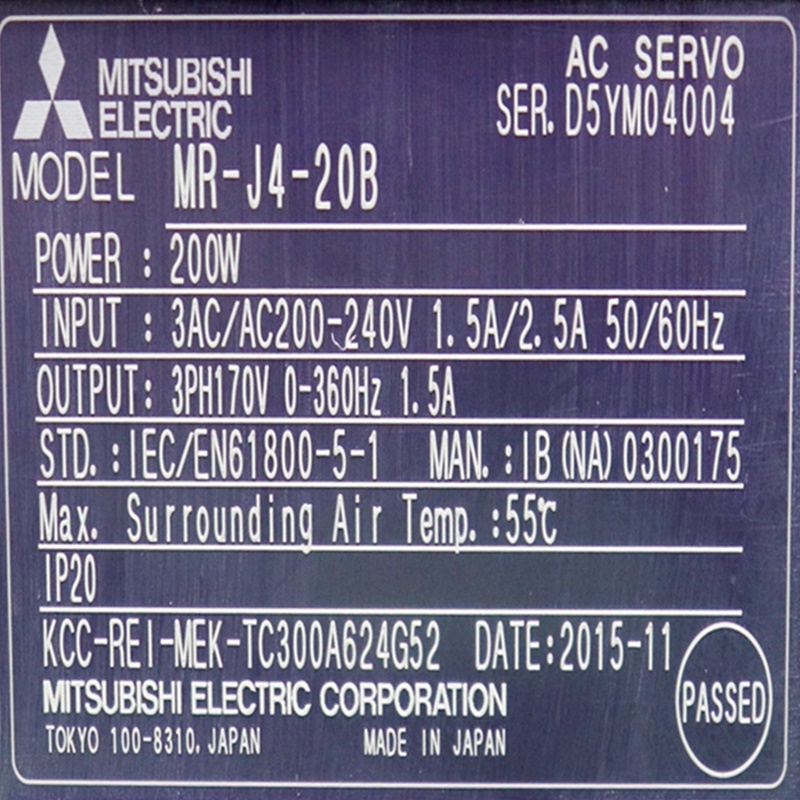 MITSUBISHI
ELECTRIC
AC SERVO
SER. D5YM04004
MODEL MR-J4-20B
POWER : 200W
INPUT : 3AC/AC200-240V 1.5A/2.5A 50/60Hz
OUTPUT: 3PH170V 0-360Hz 1.5A
STD. : IEC/EN61800-5-1 MAN. : IB(NA)0300175
Max. Surrounding Air Temp. :55℃
IP20
KCC-REI-MEK-TC300A624G52 DATE:2015-11
MITSUBISHI ELECTRIC CORPORATION
PASSED
TOKYO 100-8310, JAPAN MADE IN JAPAN